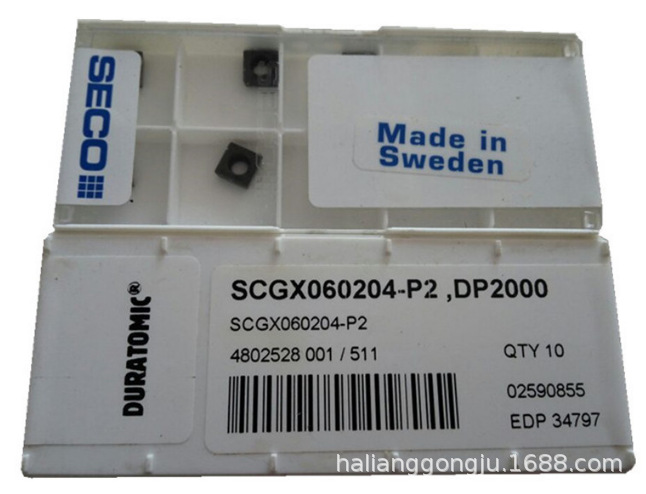 SECO
Made in
Sweden
DURATOMIC®
SCGX060204-P2 ,DP2000
SCGX060204-P2
4802528 001 / 511
QTY 10
02590855
EDP 34797
halianggongju.1688.com